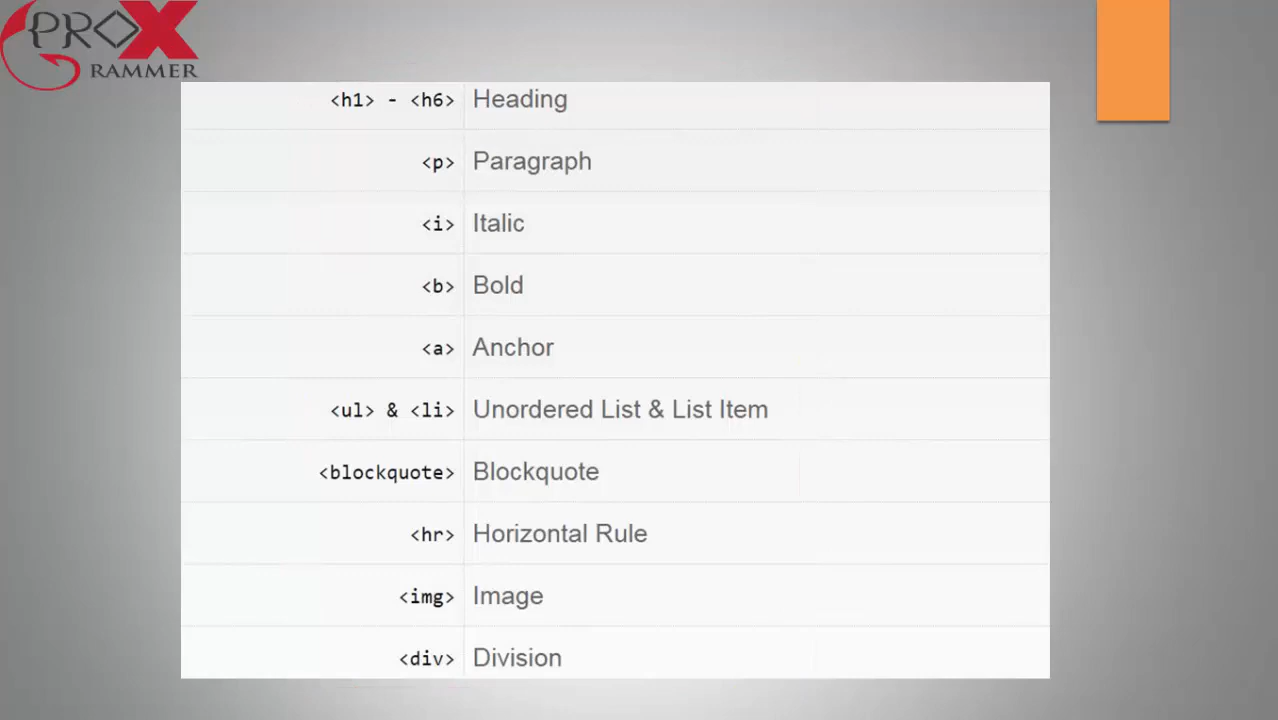 PROX
RAMMER
<h1> - <h6> Heading
<p> Paragraph
<i> Italic
<b> Bold
<a> Anchor
<ul> & <li> Unordered List & List Item
<blockquote> Blockquote
<hr> Horizontal Rule
<img> Image
<div> Division